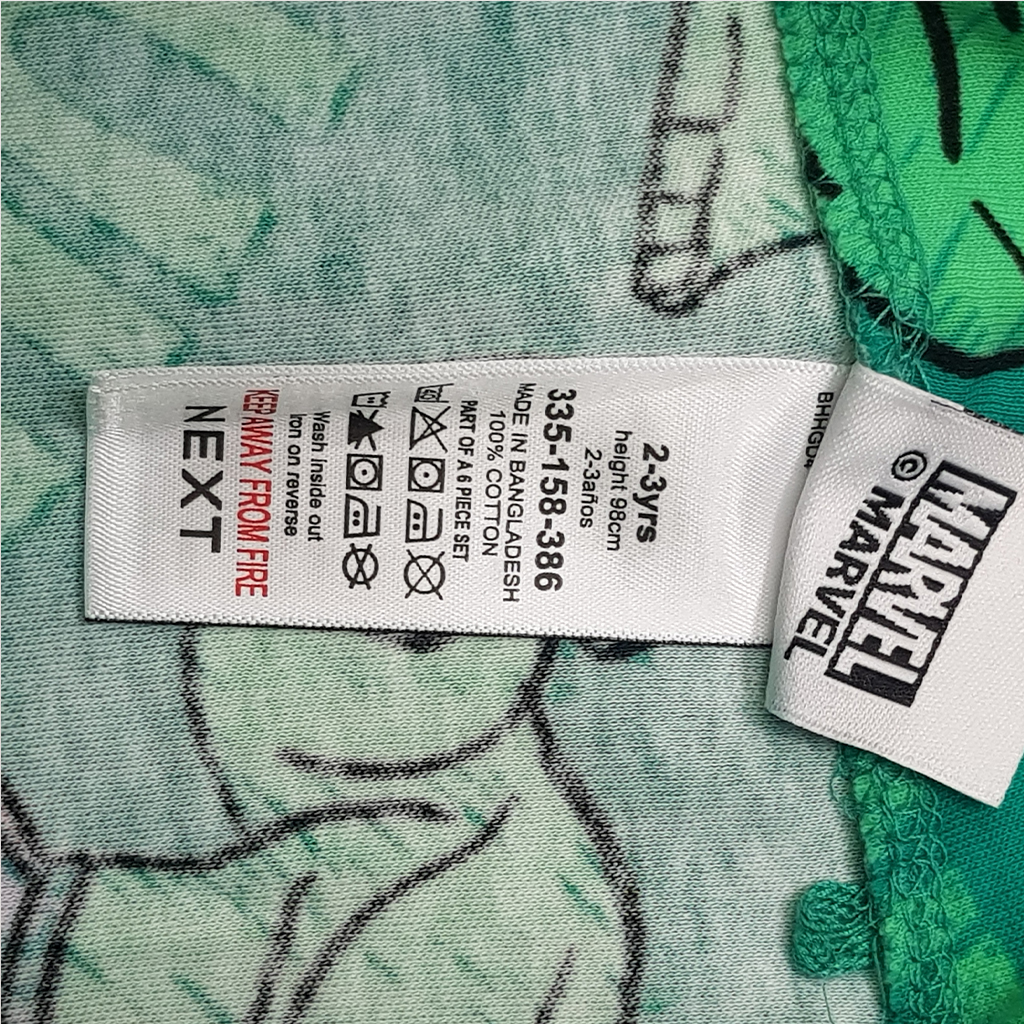 2-3yrs
height 98cm
2-3años
335-158-386
MADE IN BANGLADESH
100% COTTON
PART OF A 6 PIECE SET
Wash inside out
Iron on reverse
KEEP AWAY FROM FIRE
NEXT
MARVEL
© MARVEL